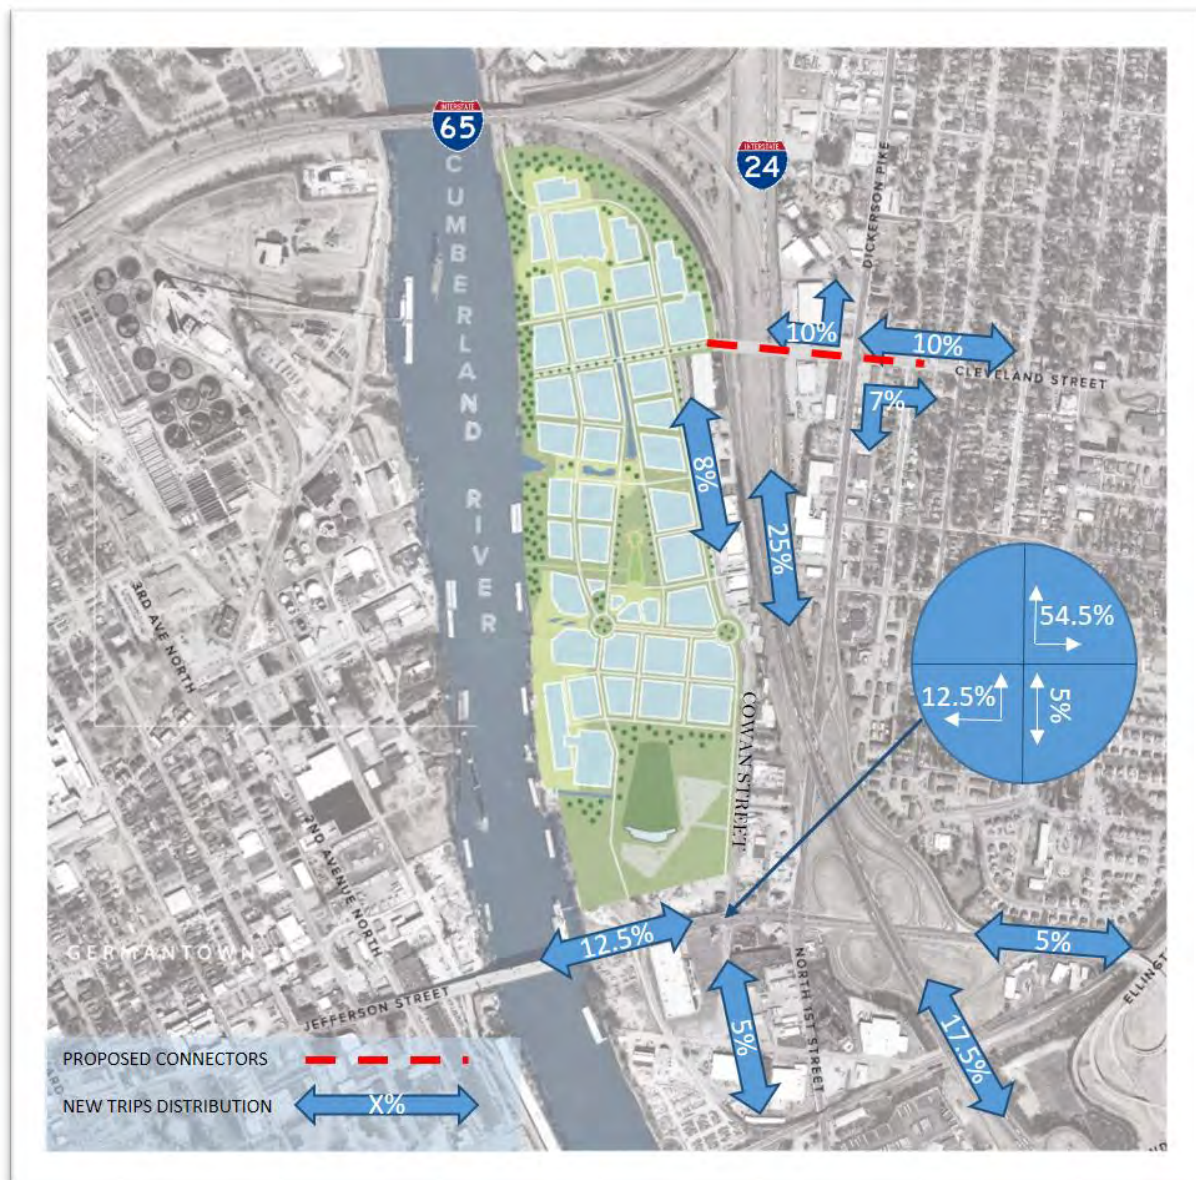 INTERSTATE
65
INTERSTATE
24
CUMBERLAND RIVER
DICKERSON PIKE
10%
10%
CLEVELAND STREET
7%
8%
25%
54.5%
12.5%
5%
3RD AVE NORTH
COWAN STREET
2ND AVENUE NORTH
GERMANTOWN
JEFFERSON STREET
12.5%
5%
NORTH 1ST STREET
5%
ELLINGT
17.5%
PROPOSED CONNECTORS
NEW TRIPS DISTRIBUTION
X%